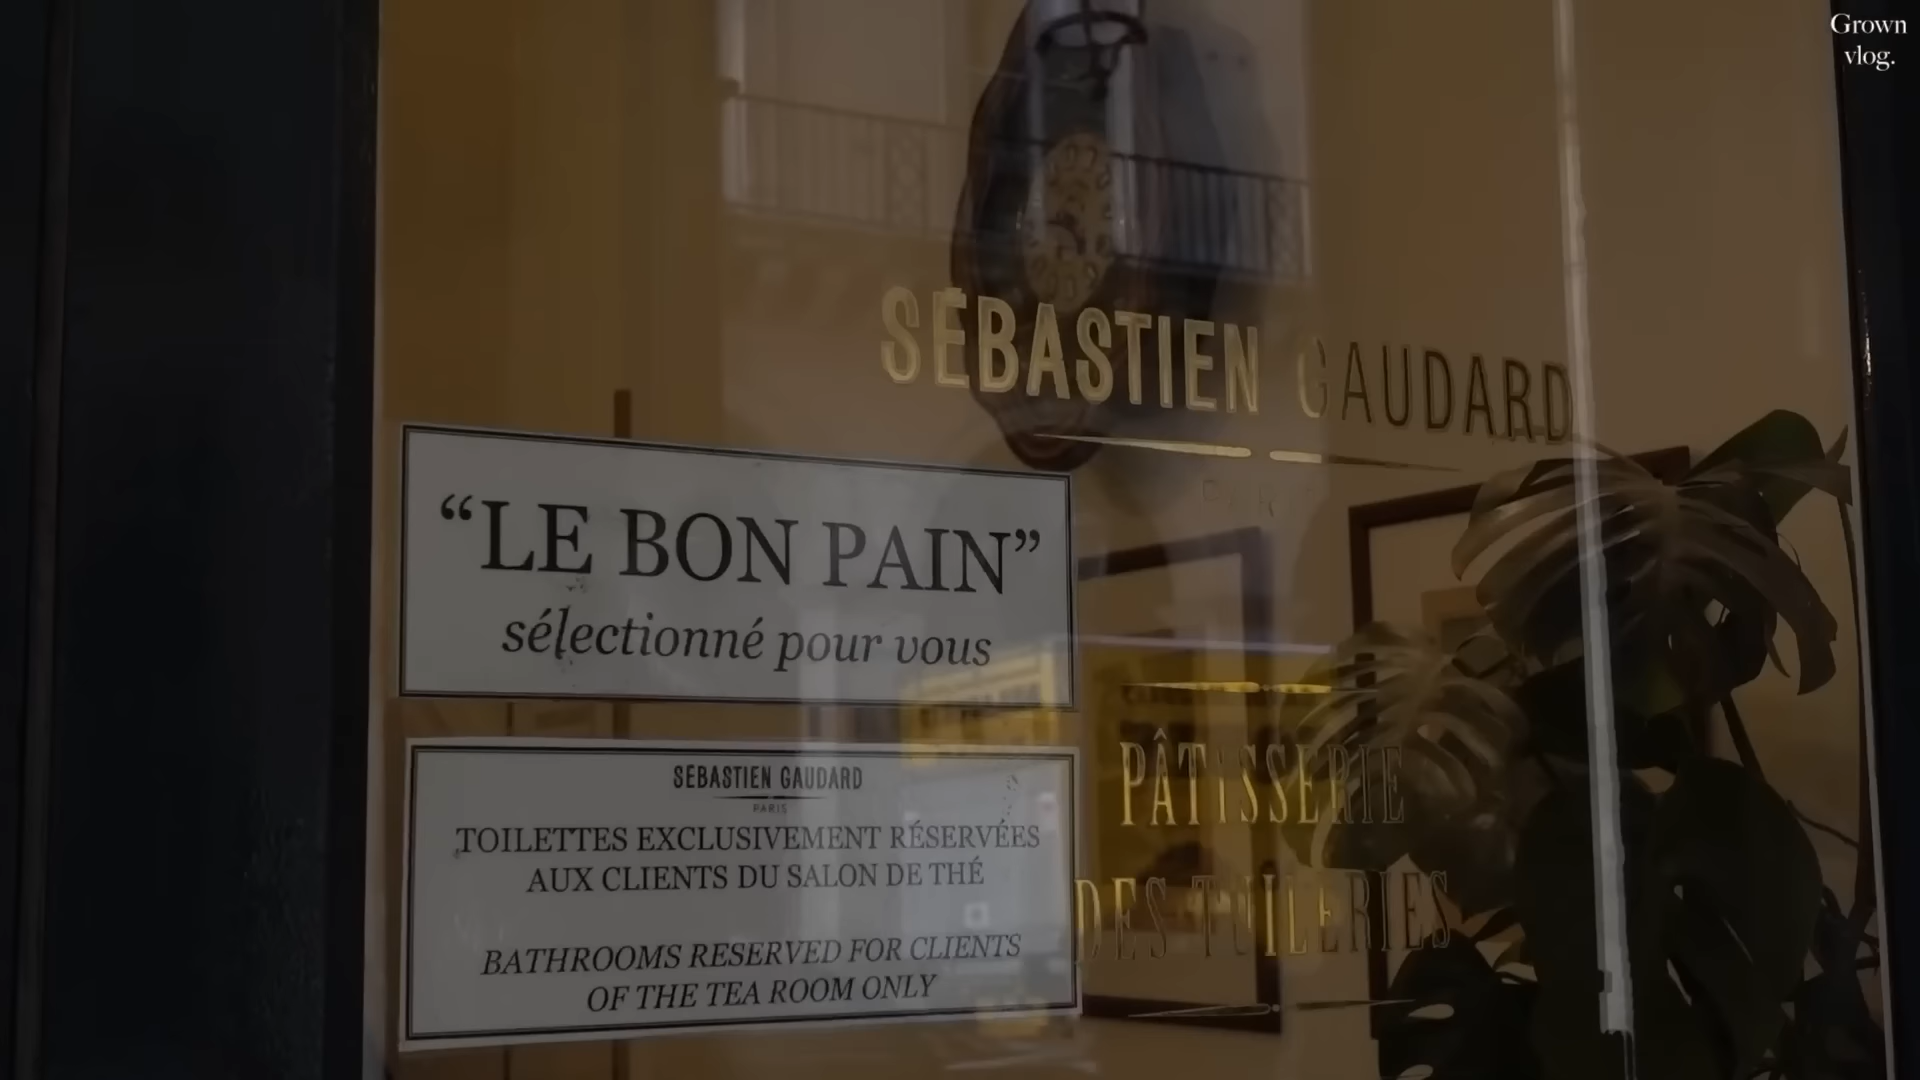 Grown
vlog.
SÉBASTIEN GAUDARD
“LE BON PAIN”
sélectionné pour vous
SÉBASTIEN GAUDARD
PARIS
TOILETTES EXCLUSIVEMENT RÉSERVÉES
AUX CLIENTS DU SALON DE THÉ
BATHROOMS RESERVED FOR CLIENTS
OF THE TEA ROOM ONLY
PÂTISSERIE
DES TUILERIES